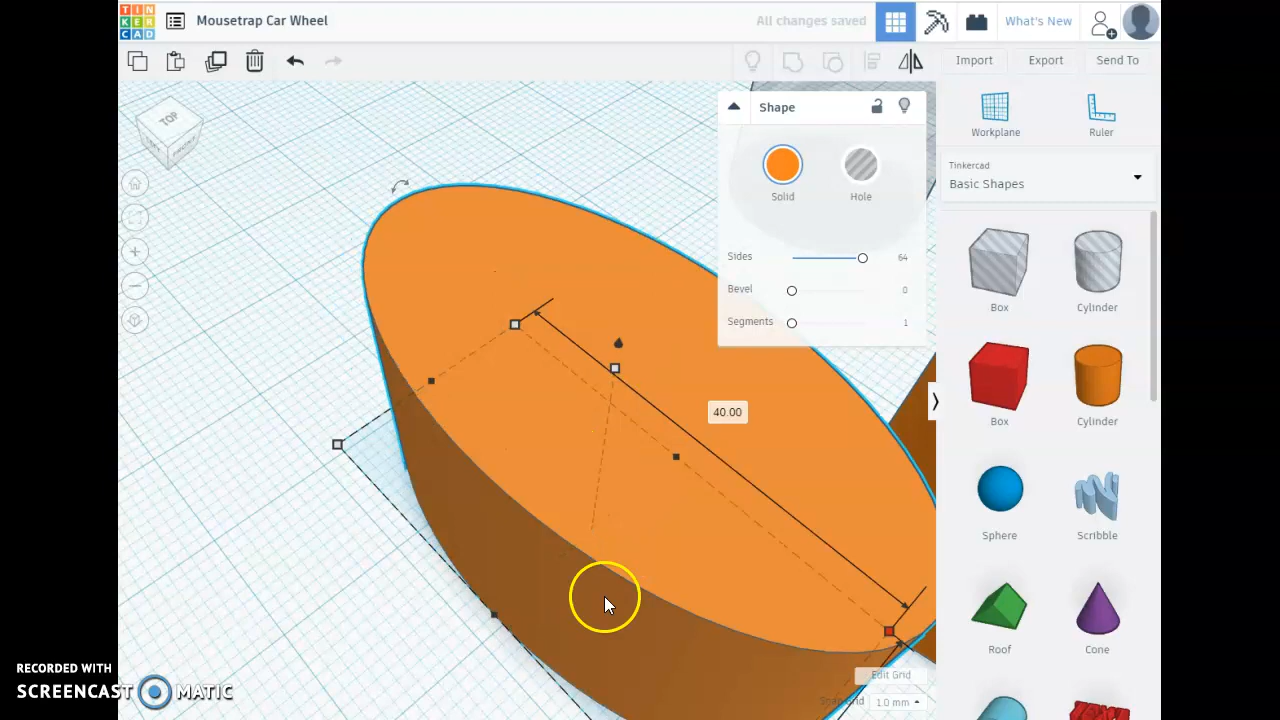 TIN
KER
CAD
Mousetrap Car Wheel
All changes saved
What's New
Import
Export
Send To
TOP
Shape
Solid
Hole
Sides
64
Bevel
0
Segments
1
Workplane
Ruler
Tinkercad
Basic Shapes
40.00
Box
Cylinder
Box
Cylinder
Sphere
Scribble
Roof
Cone
Edit Grid
Snap Grid
1.0 mm
RECORDED WITH
SCREENCAST MATIC